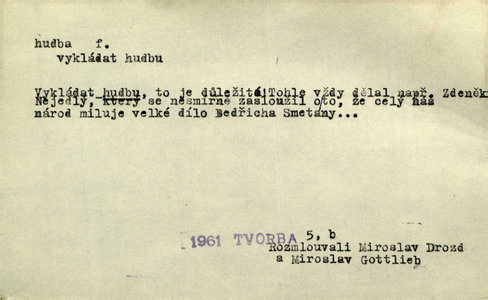 hudba f.
vykládat hudbu
Vykládat hudbu, to je důležité!Tohle vždy dělal např. Zdeněk
Nejedlý, který se nesmírně zasloužil oto, že celý náš
národ miluje velké dílo Bedřicha Smetany...
1961 TVORBA 5, b
Rozmlouvali Miroslav Drozd
a Miroslav Gottlieb